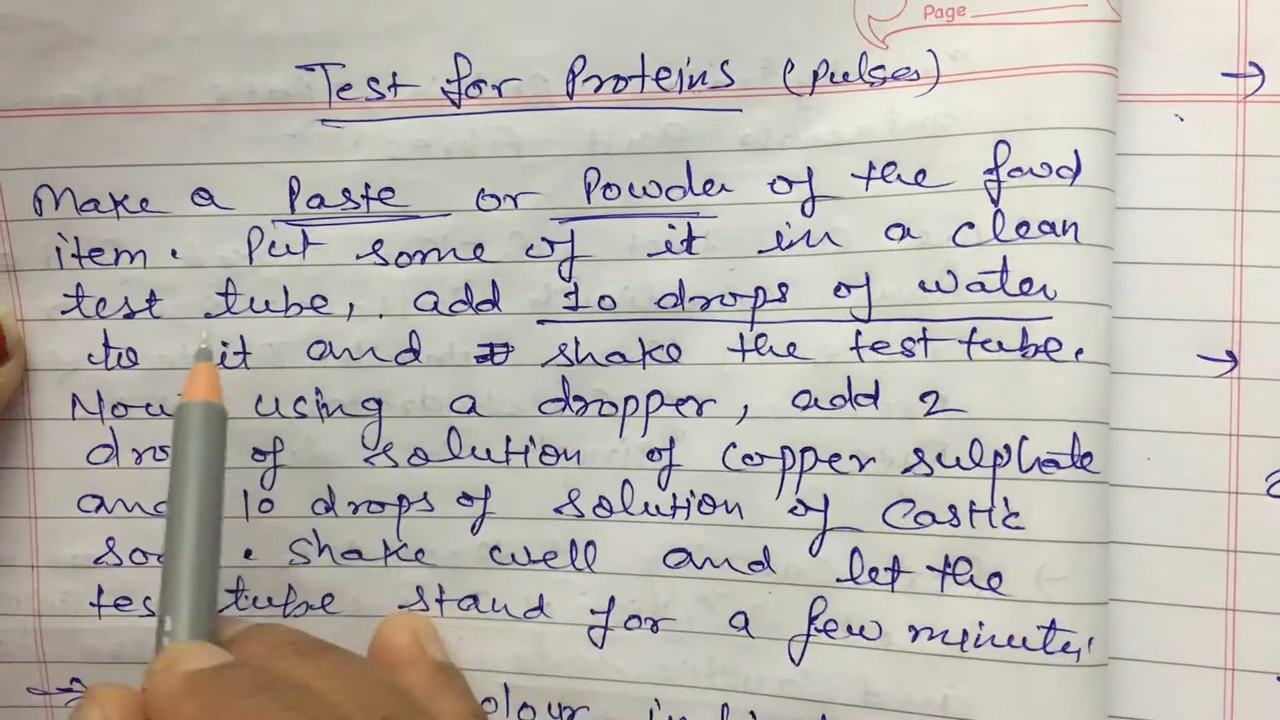 Page
Test for Proteins (Pulses)
Make a Paste or Powder of the food
item. Put some of it in a clean
test tube, add 10 drops of water
to it and shake the test tube.
Now using a dropper, add 2
of solution of copper sulphate
and 10 drops of solution of Castic
shake well and let the
tube stand for a few minutes.
colour